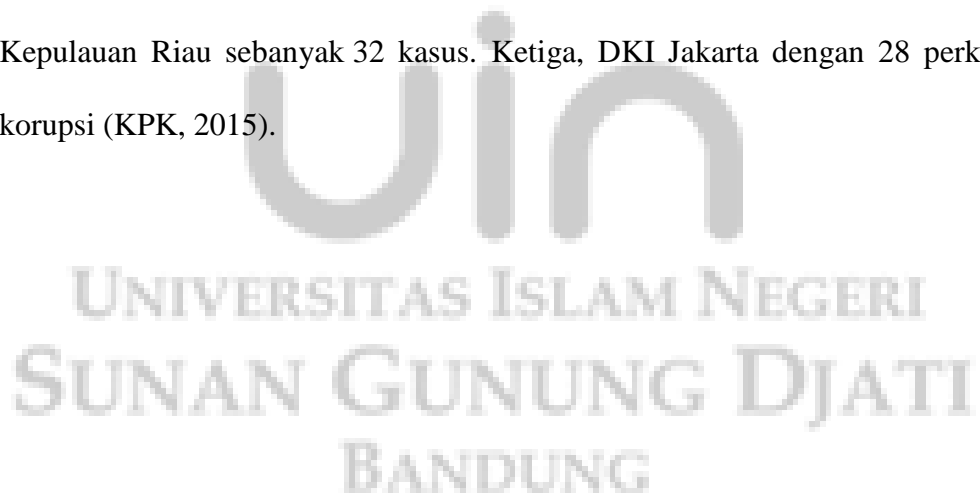 Kepulauan Riau sebanyak 32 kasus. Ketiga, DKI Jakarta dengan 28 perk
korupsi (KPK, 2015).
uin
UNIVERSITAS ISLAM NEGERI
SUNAN GUNUNG DJATI
BANDUNG